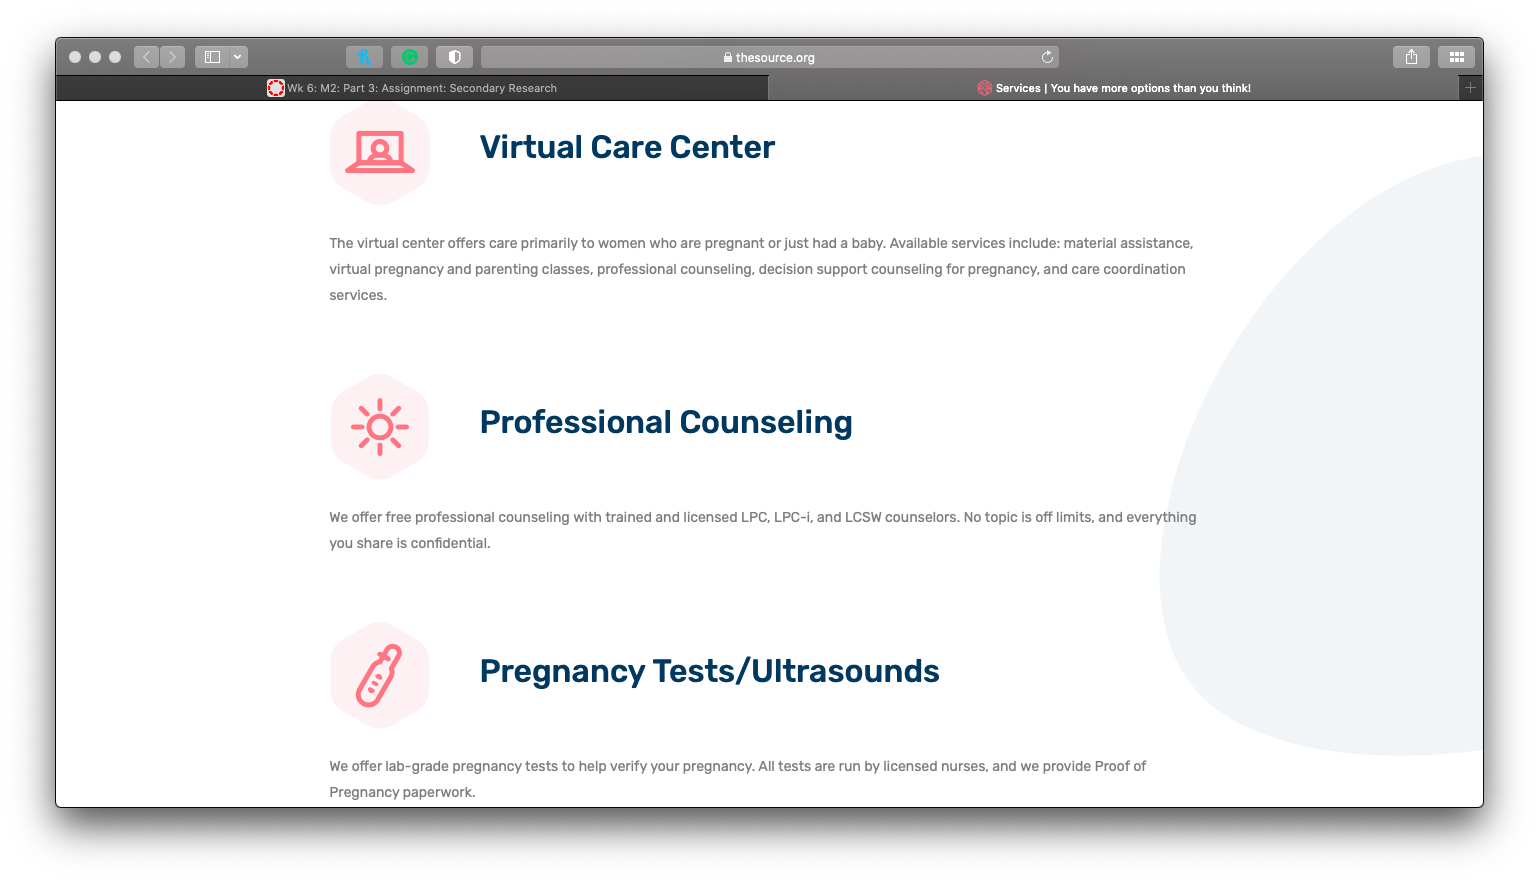 thesource.org
Wk 6: M2: Part 3: Assignment: Secondary Research
Services | You have more options than you think!
Virtual Care Center
The virtual center offers care primarily to women who are pregnant or just had a baby. Available services include: material assistance,
virtual pregnancy and parenting classes, professional counseling, decision support counseling for pregnancy, and care coordination
services.
Professional Counseling
We offer free professional counseling with trained and licensed LPC, LPC-i, and LCSW counselors. No topic is off limits, and everything
you share is confidential.
Pregnancy Tests/Ultrasounds
We offer lab-grade pregnancy tests to help verify your pregnancy. All tests are run by licensed nurses, and we provide Proof of
Pregnancy paperwork.